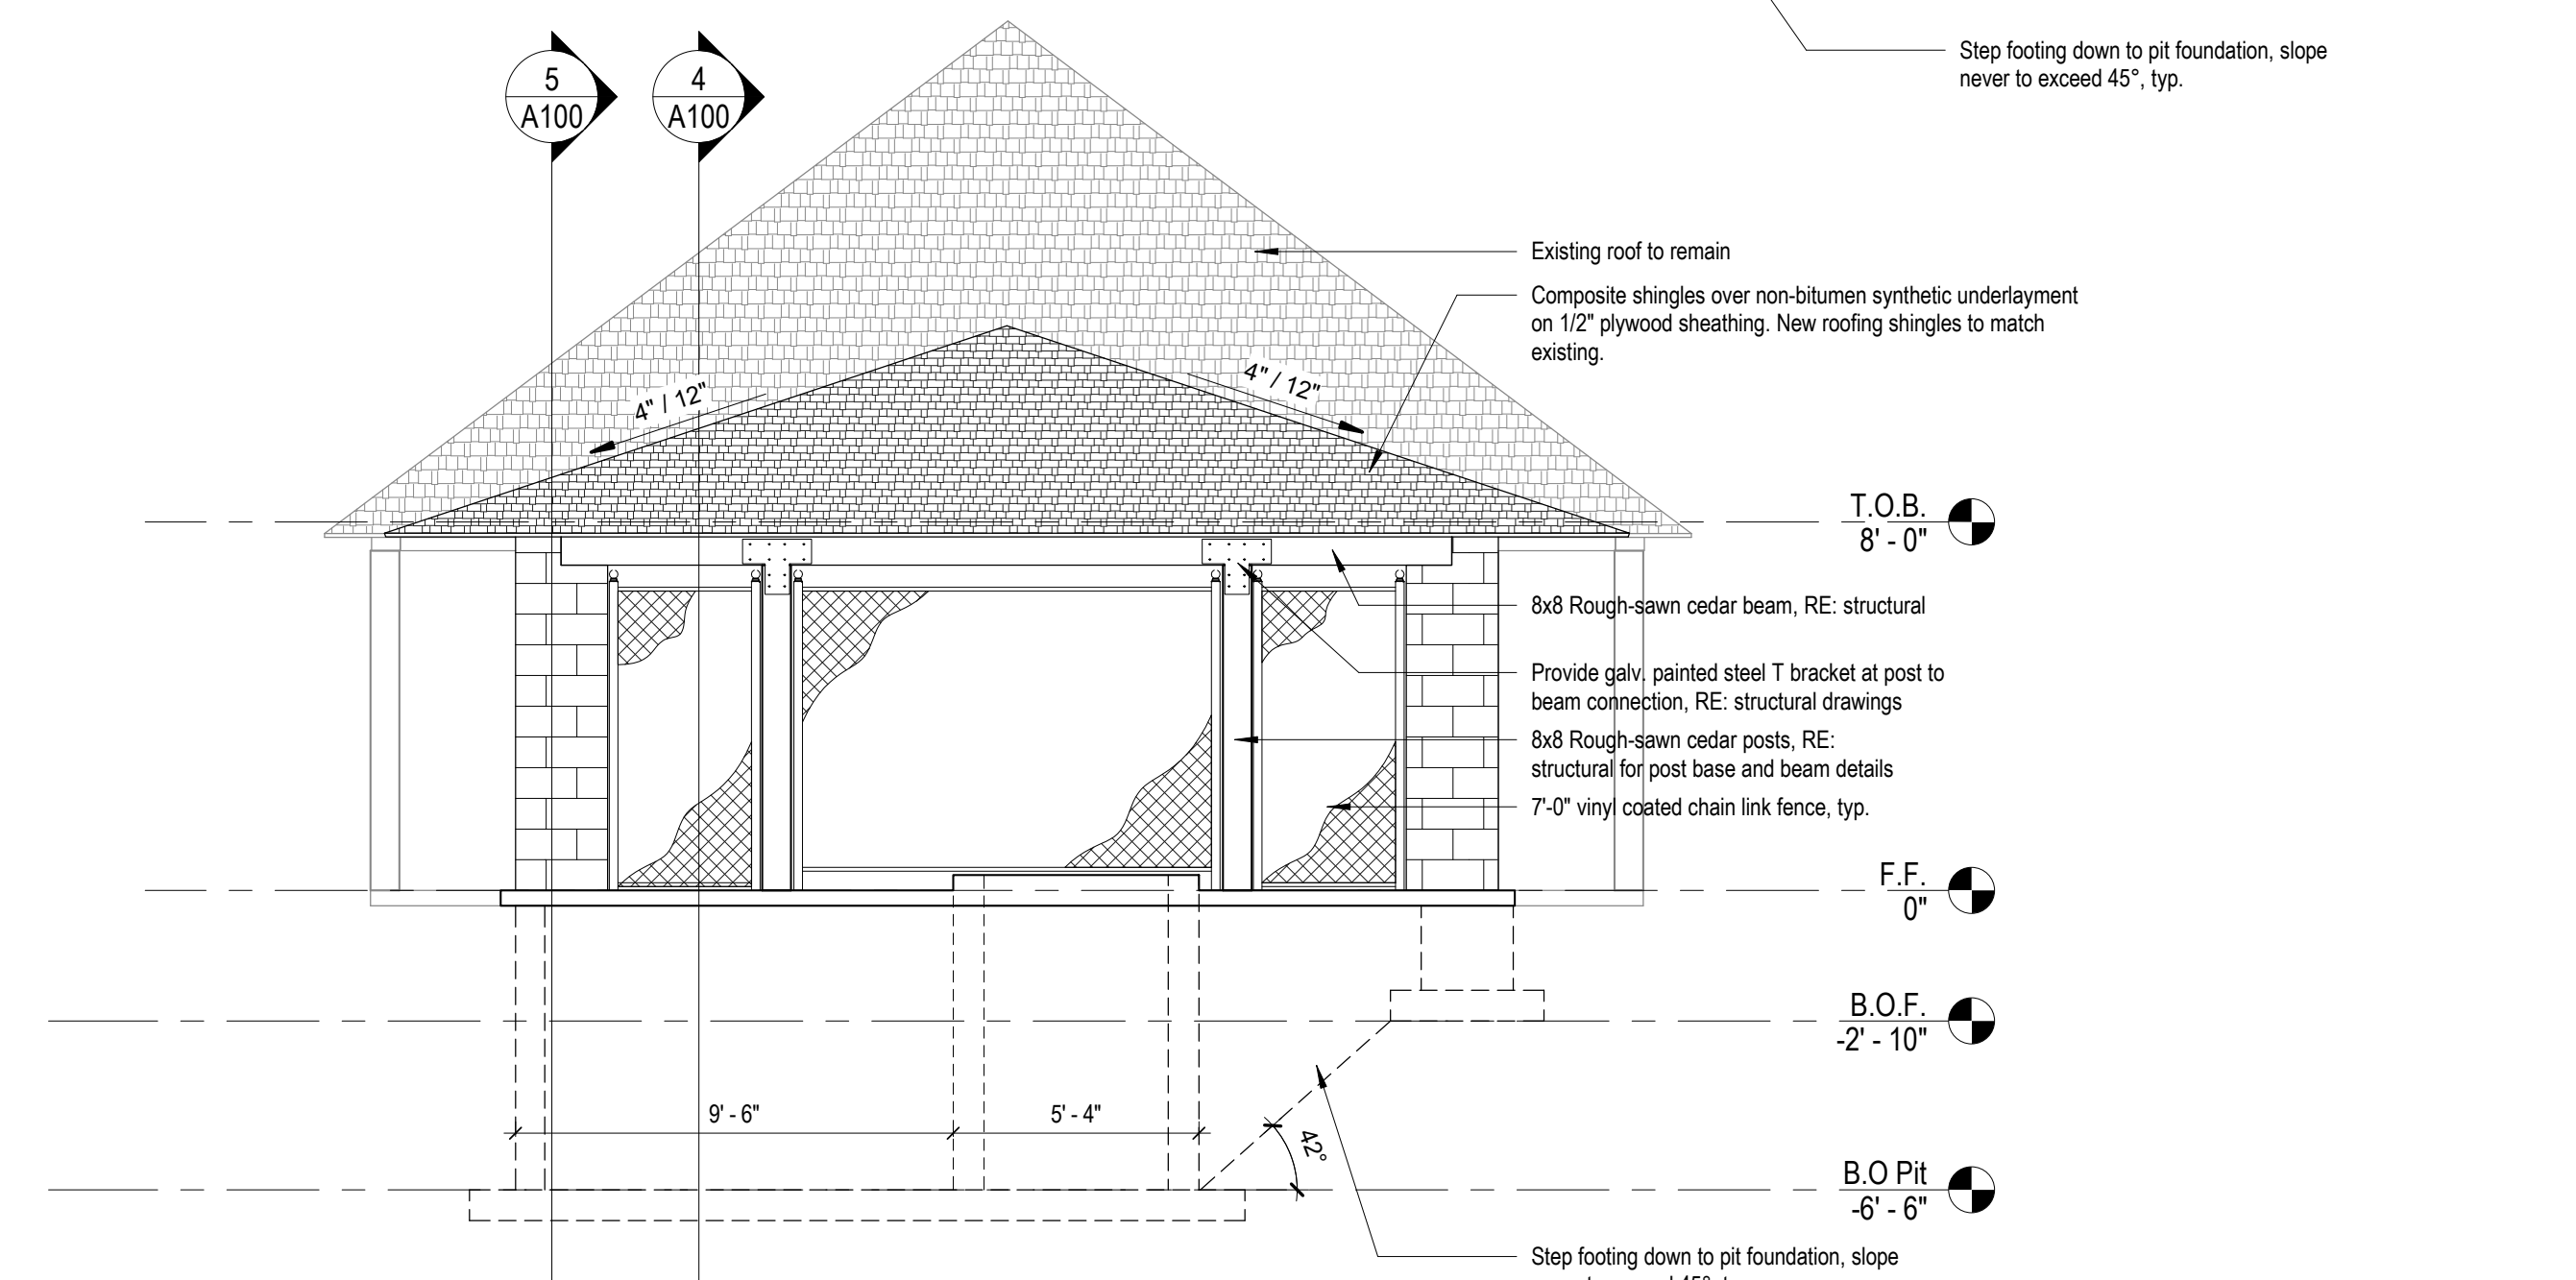 5
A100
4
A100
Step footing down to pit foundation, slope
never to exceed 45°, typ.
Existing roof to remain
Composite shingles over non-bitumen synthetic underlayment
on 1/2" plywood sheathing. New roofing shingles to match
existing.
4" / 12"
4" / 12"
T.O.B.
8' - 0"
8x8 Rough-sawn cedar beam, RE: structural
Provide galv. painted steel T bracket at post to
beam connection, RE: structural drawings
8x8 Rough-sawn cedar posts, RE:
structural for post base and beam details
7'-0" vinyl coated chain link fence, typ.
F.F.
0"
B.O.F.
-2' - 10"
9' - 6"
5' - 4"
42°
B.O Pit
-6' - 6"
Step footing down to pit foundation, slope